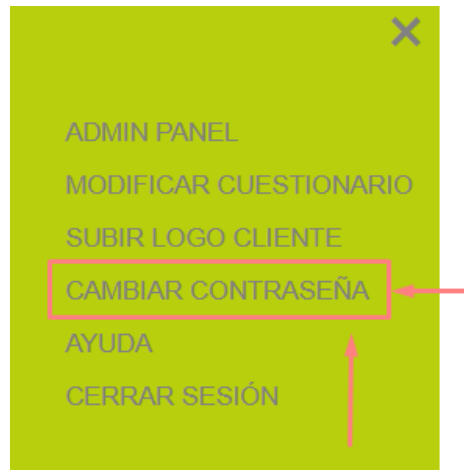 ADMIN PANEL
MODIFICAR CUESTIONARIO
SUBIR LOGO CLIENTE
CAMBIAR CONTRASEÑA
AYUDA
CERRAR SESIÓN